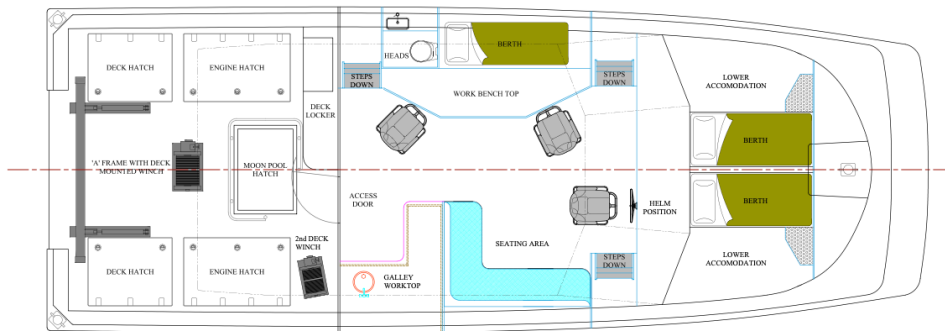 HEADS
BERTH
DECK HATCH
ENGINE HATCH
STEPS
DOWN
STEPS
DOWN
LOWER
ACCOMODATION
WORK BENCH TOP
DECK
LOCKER
BERTH
'A' FRAME WITH DECK
MOUNTED WINCH
MOON POOL
HATCH
ACCESS
DOOR
HELM
POSITION
BERTH
2nd DECK
WINCH
SEATING AREA
STEPS
DOWN
LOWER
ACCOMODATION
DECK HATCH
ENGINE HATCH
GALLEY
WORKTOP